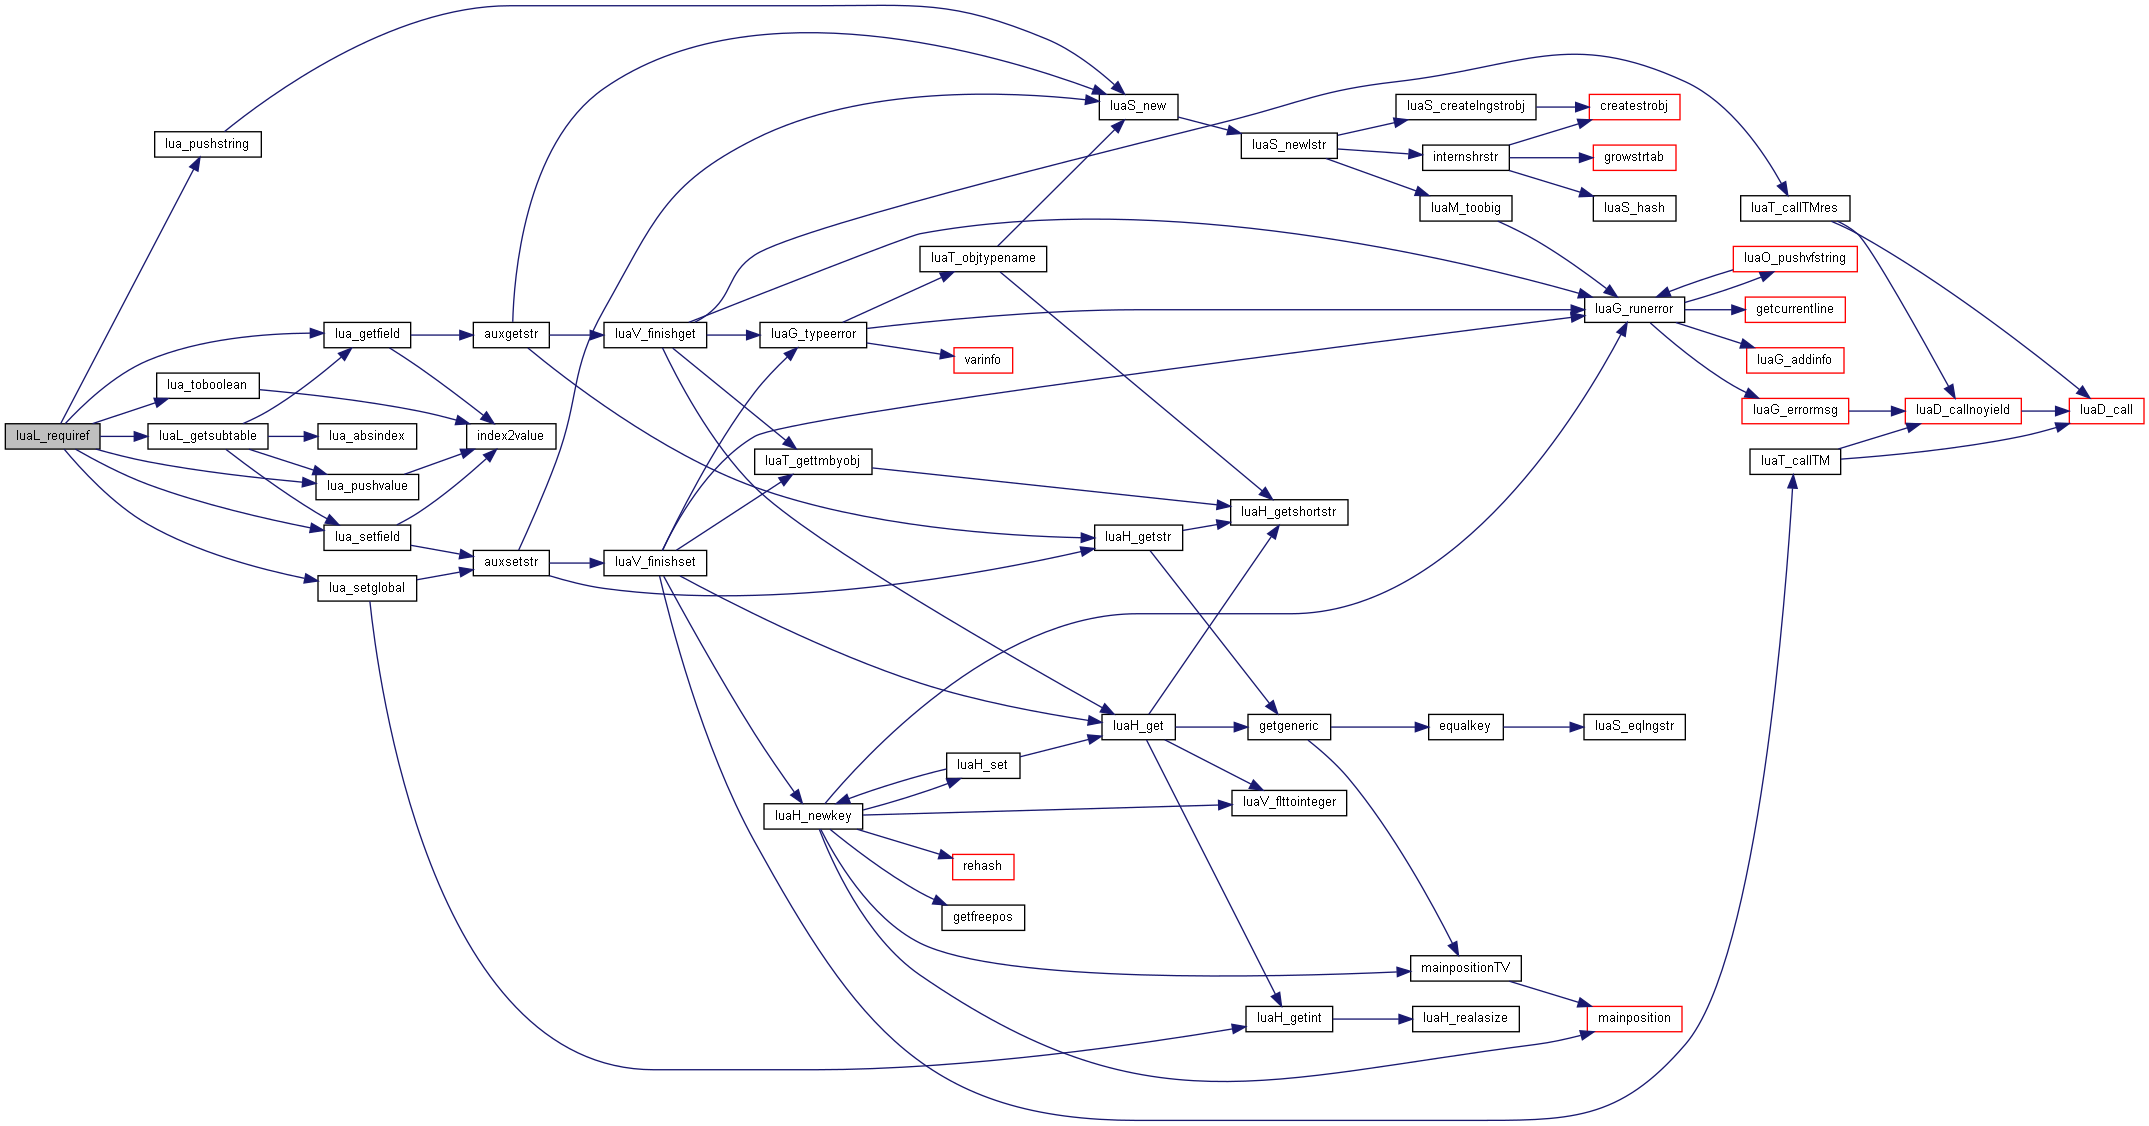 luaL_requiref
lua_pushstring
lua_getfield
lua_toboolean
luaL_getsubtable
lua_absindex
lua_pushvalue
lua_setfield
lua_setglobal
index2value
auxgetstr
auxsetstr
luaV_finishget
luaV_finishset
luaS_new
luaT_objtypename
luaG_typeerror
varinfo
luaT_gettmbyobj
luaH_getstr
luaH_getshortstr
luaH_get
luaH_set
luaH_newkey
rehash
getfreepos
luaS_newlstr
luaS_createlngstrobj
internshrstr
luaM_toobig
createstrobj
growstrtab
luaS_hash
luaG_runerror
luaT_callTMres
luaO_pushvfstring
getcurrentline
luaG_addinfo
luaG_errormsg
luaT_callTM
luaD_callnoyield
luaD_call
getgeneric
equalkey
luaS_eqlngstr
luaV_flttointeger
mainpositionTV
mainposition
luaH_getint
luaH_realasize